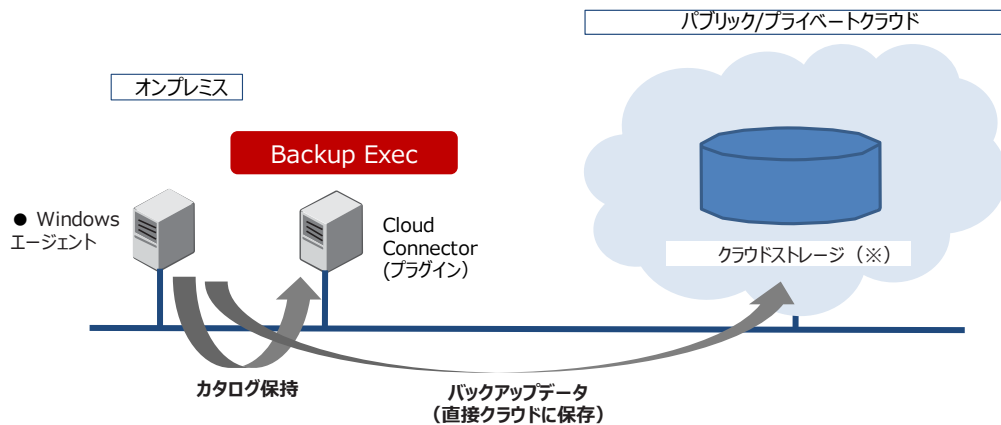 パブリック/プライベートクラウド
オンプレミス
Backup Exec
● Windows
エージェント
Cloud
Connector
(プラグイン)
クラウドストレージ（※）
カタログ保持
バックアップデータ
（直接クラウドに保存）